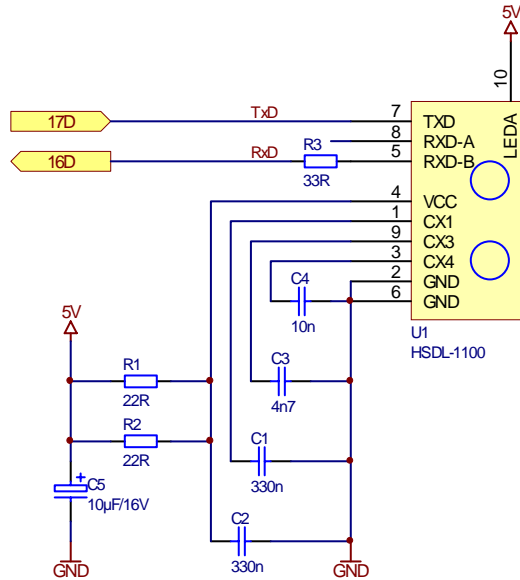 5V
10
LEDA
17D
TxD
7
TXD
8
RXD-A
16D
RxD
R3
33R
5
RXD-B
4
VCC
1
CX1
9
CX3
3
CX4
2
GND
6
GND
C4
10n
U1
HSDL-1100
5V
R1
22R
C3
4n7
R2
22R
C1
330n
+
C5
10µF/16V
C2
330n
GND
GND